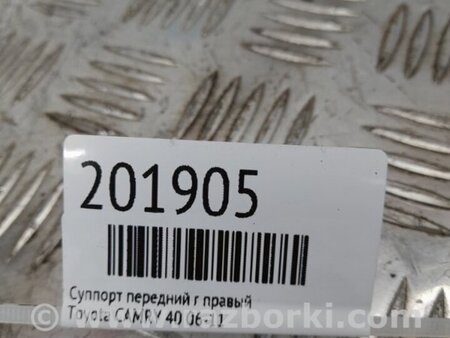 201905
Суппорт передний г правый
Toyota CAMRY 40 06-11